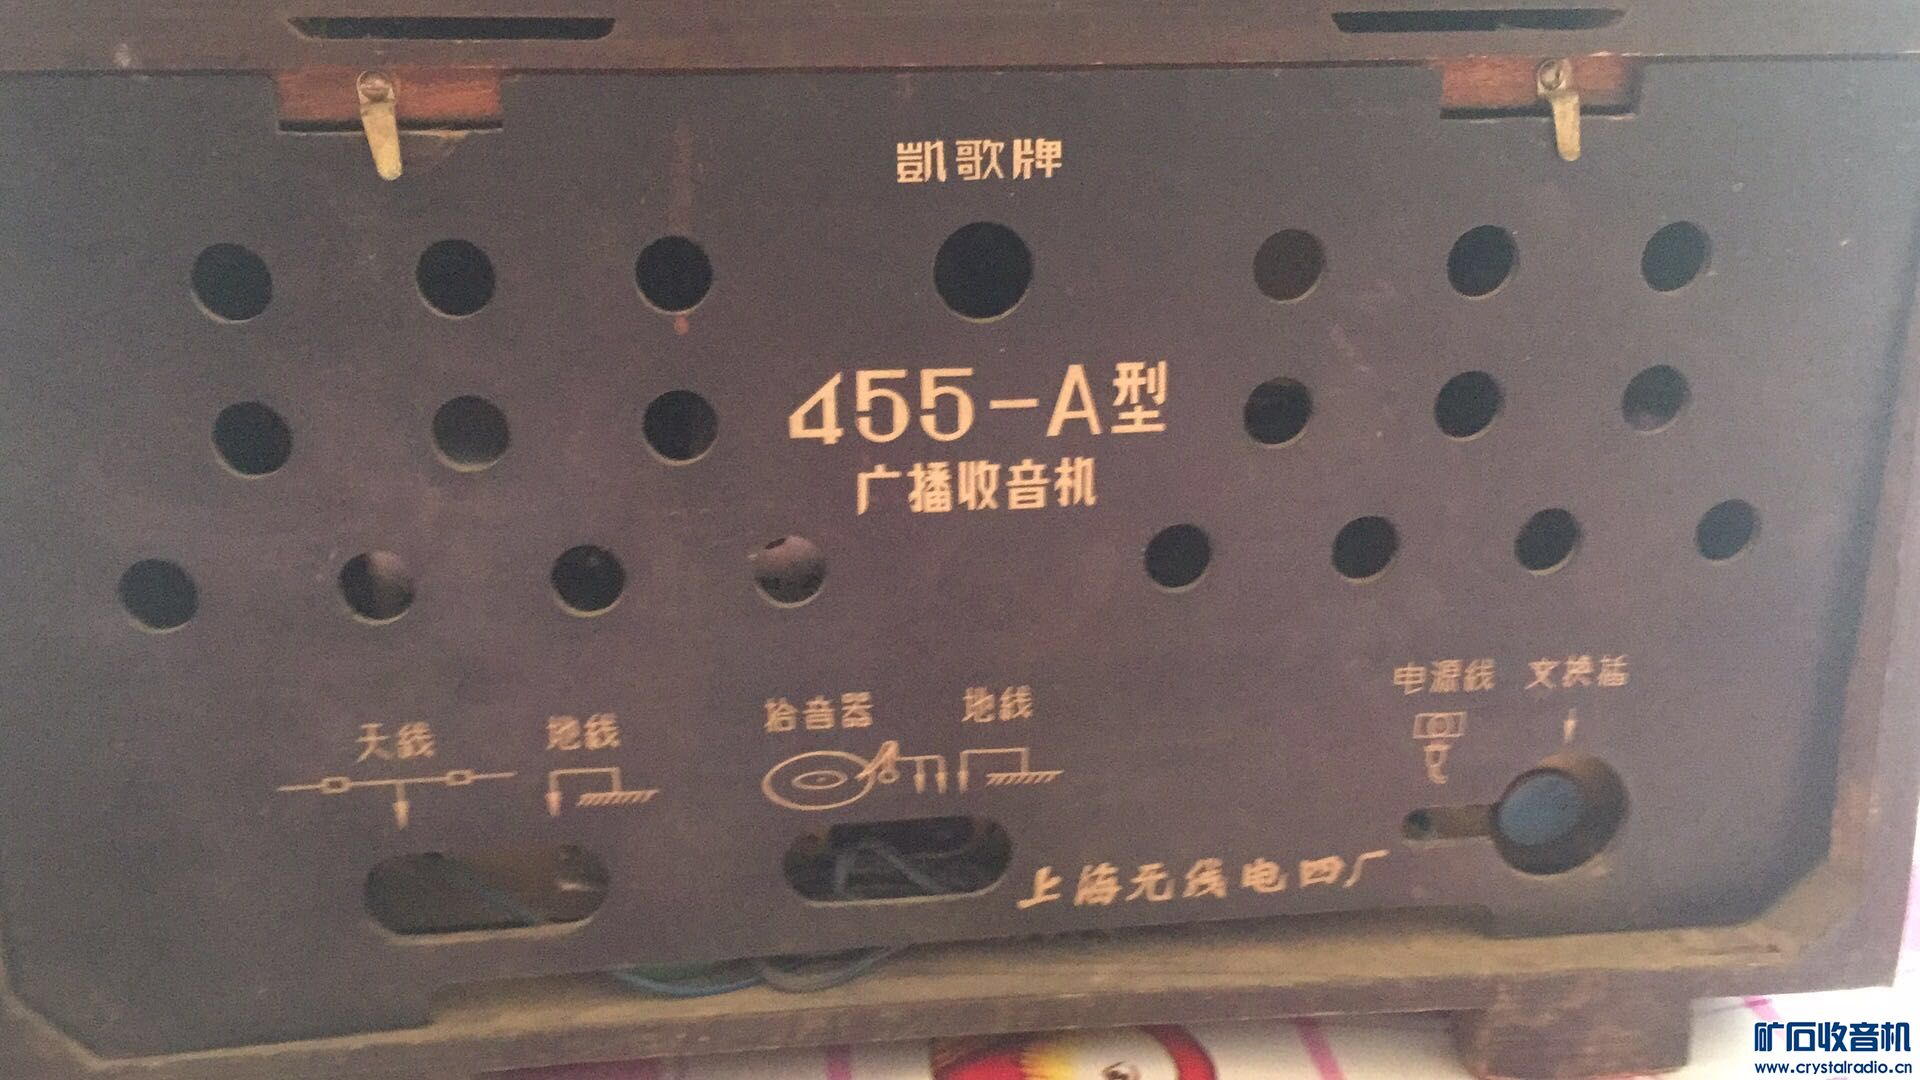 凱歌牌
455-A型
广播收音机
电源线 交换插
拾音器 地线
天线 地线
上海无线电四厂
矿石收音机
www.crystalradio.cn